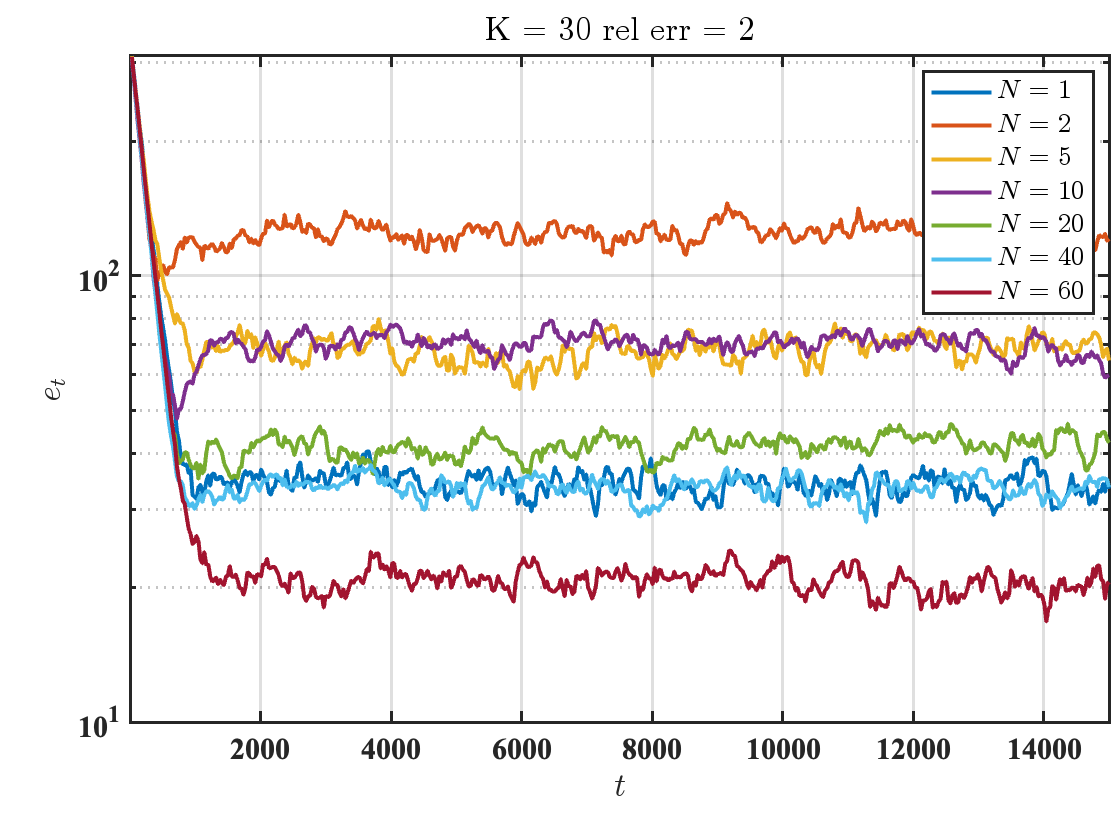 K = 30 rel err = 2
N = 1
N = 2
N = 5
N = 10
N = 20
N = 40
N = 60
10²
10¹
e_t
2000 4000 6000 8000 10000 12000 14000
t